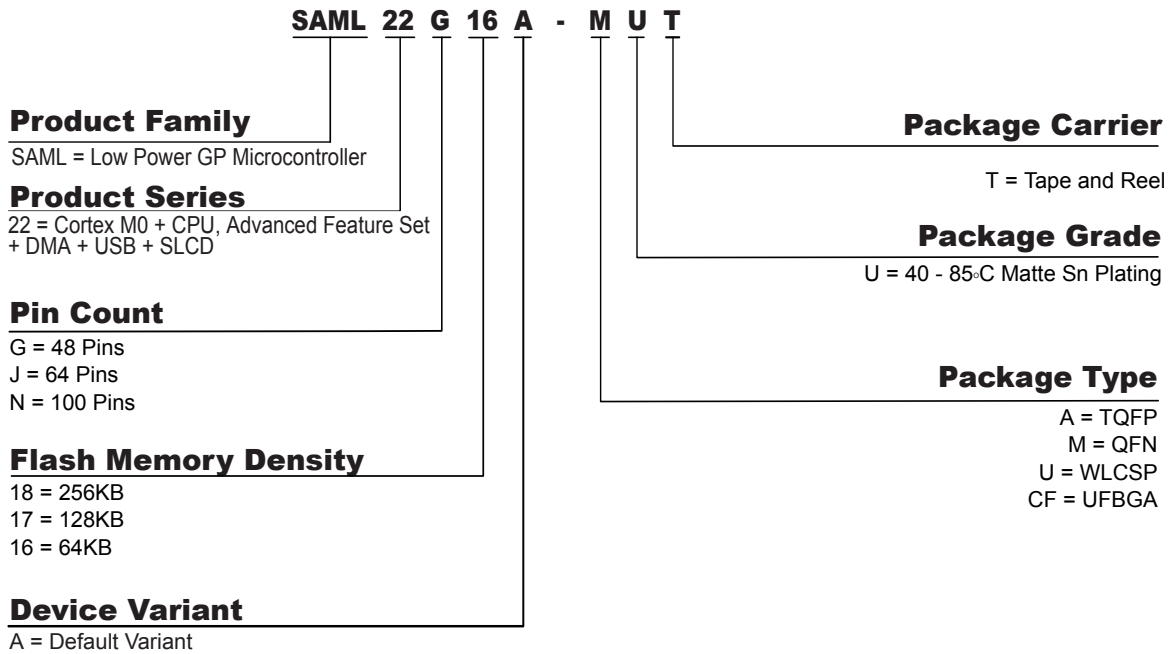 SAML 22 G 16 A - M U T
Product Family
SAML = Low Power GP Microcontroller
Product Series
22 = Cortex M0 + CPU, Advanced Feature Set
+ DMA + USB + SLCD
Pin Count
G = 48 Pins
J = 64 Pins
N = 100 Pins
Flash Memory Density
18 = 256KB
17 = 128KB
16 = 64KB
Device Variant
A = Default Variant
Package Carrier
T = Tape and Reel
Package Grade
U = 40 - 85◦C Matte Sn Plating
Package Type
A = TQFP
M = QFN
U = WLCSP
CF = UFBGA